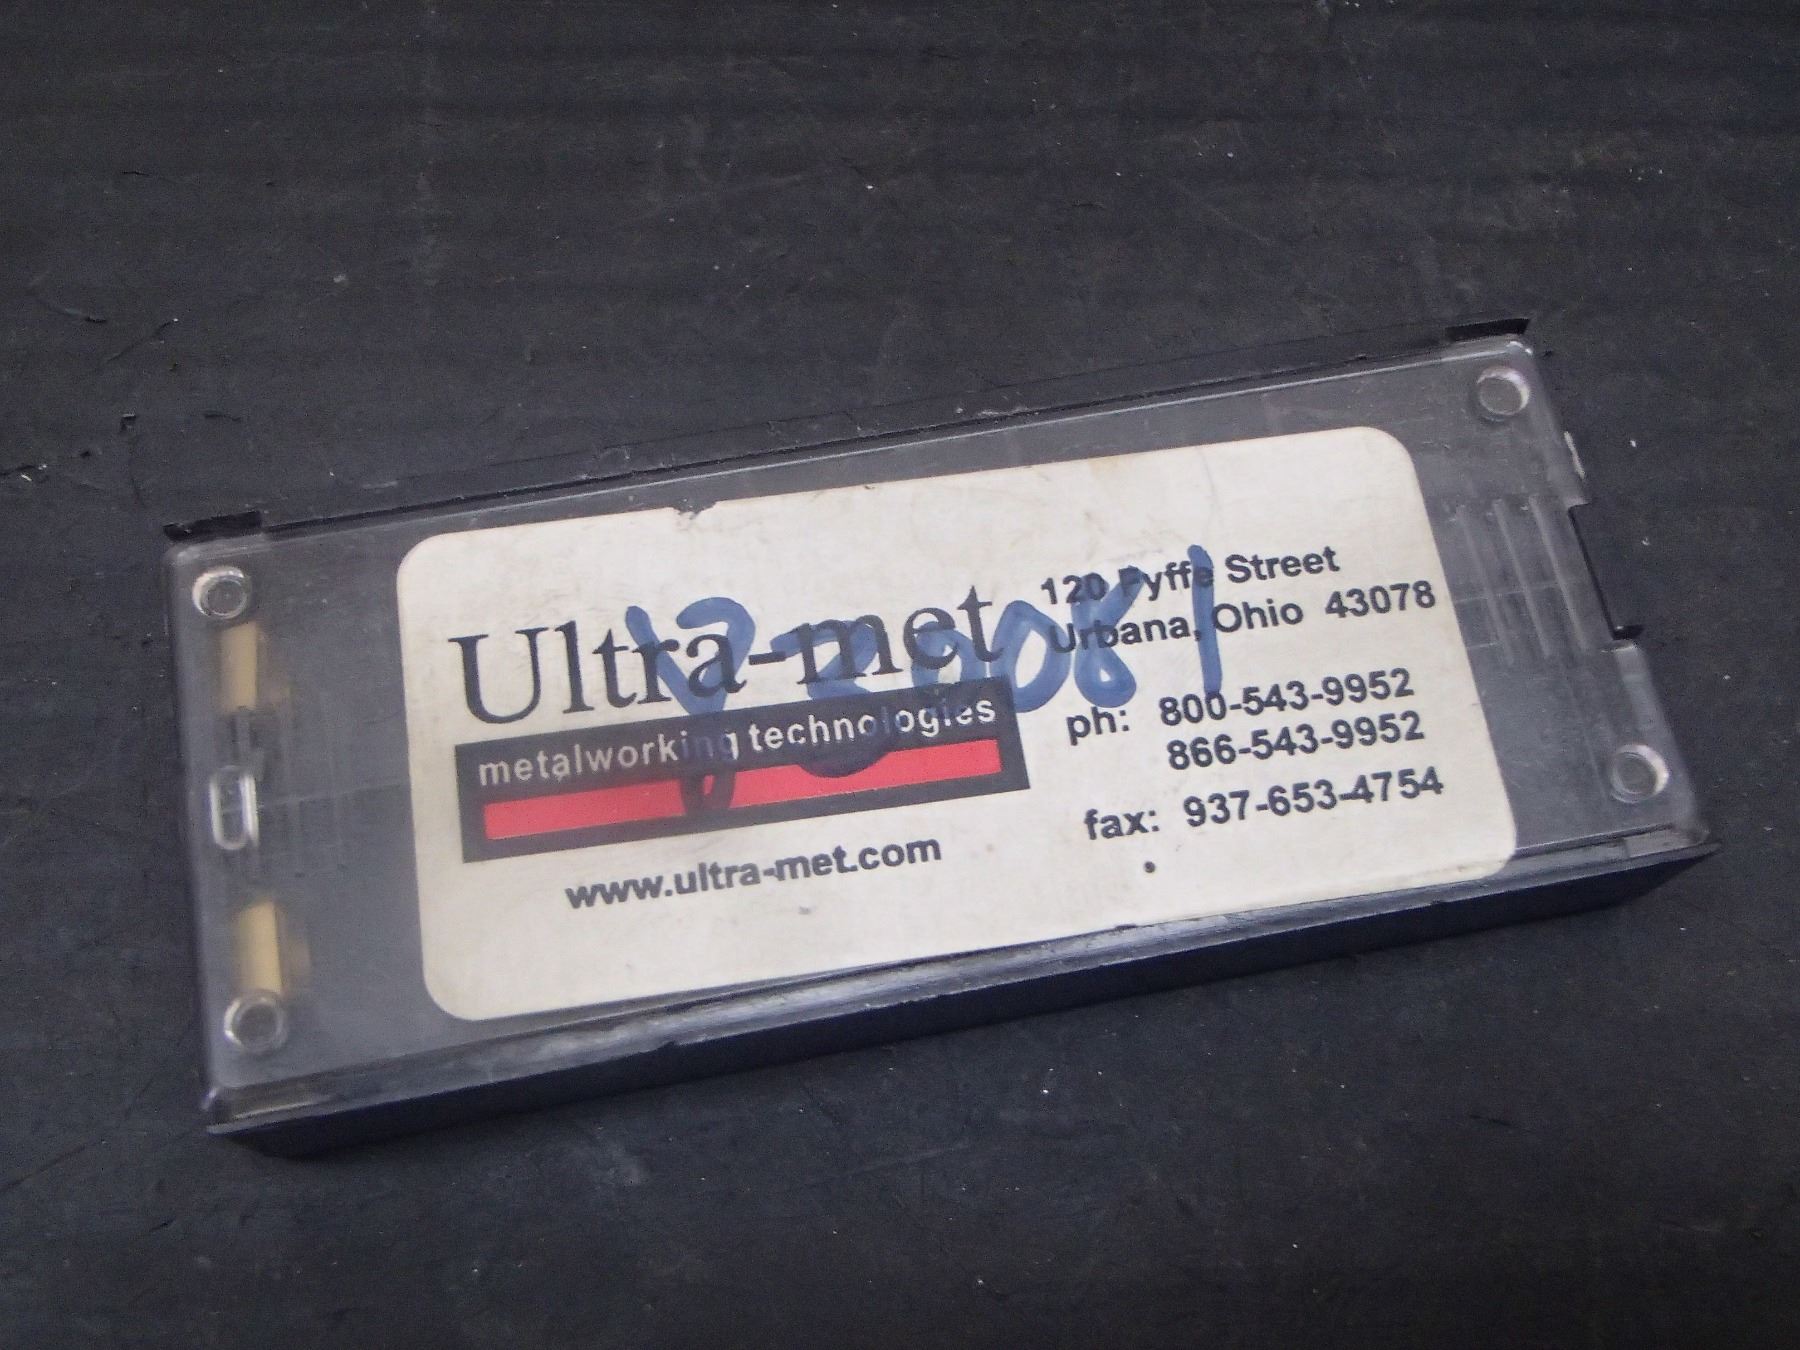 Ultra-met
metalworking technologies
www.ultra-met.com
120 Fyffe Street
Urbana, Ohio 43078
ph: 800-543-9952
866-543-9952
fax: 937-653-4754